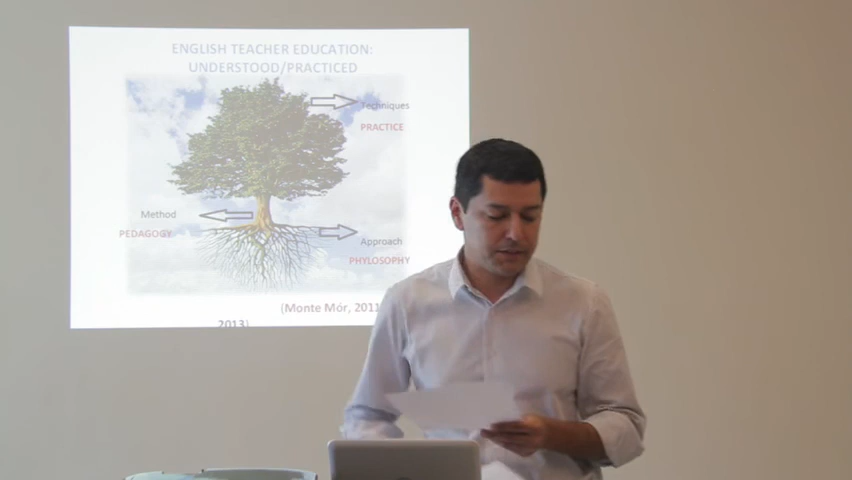 ENGLISH TEACHER EDUCATION:
UNDERSTOOD/PRACTICED
Techniques
PRACTICE
Method
PEDAGOGY
Approach
PHYLOSOPHY
(Monte Mór, 2011
2013)